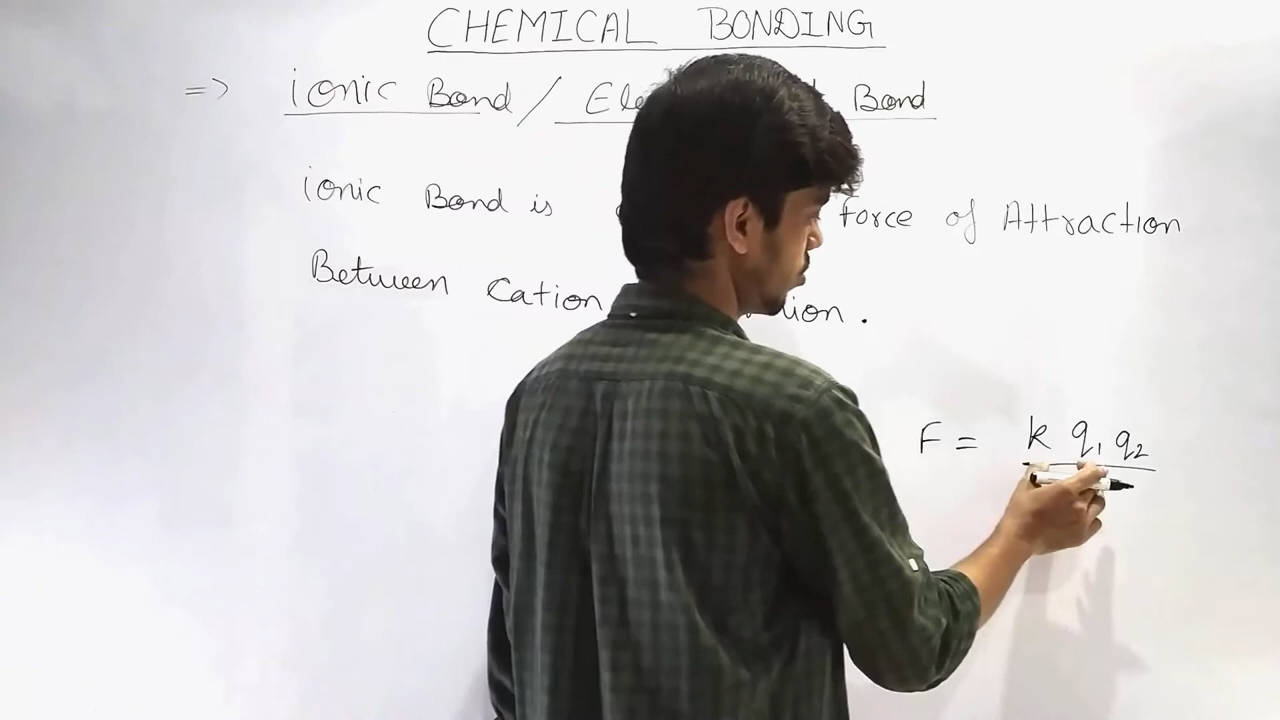 CHEMICAL BONDING
=> ionic Bond / Bond
ionic Bond is force of Attraction
Between Cation
F = k q₁ q₂